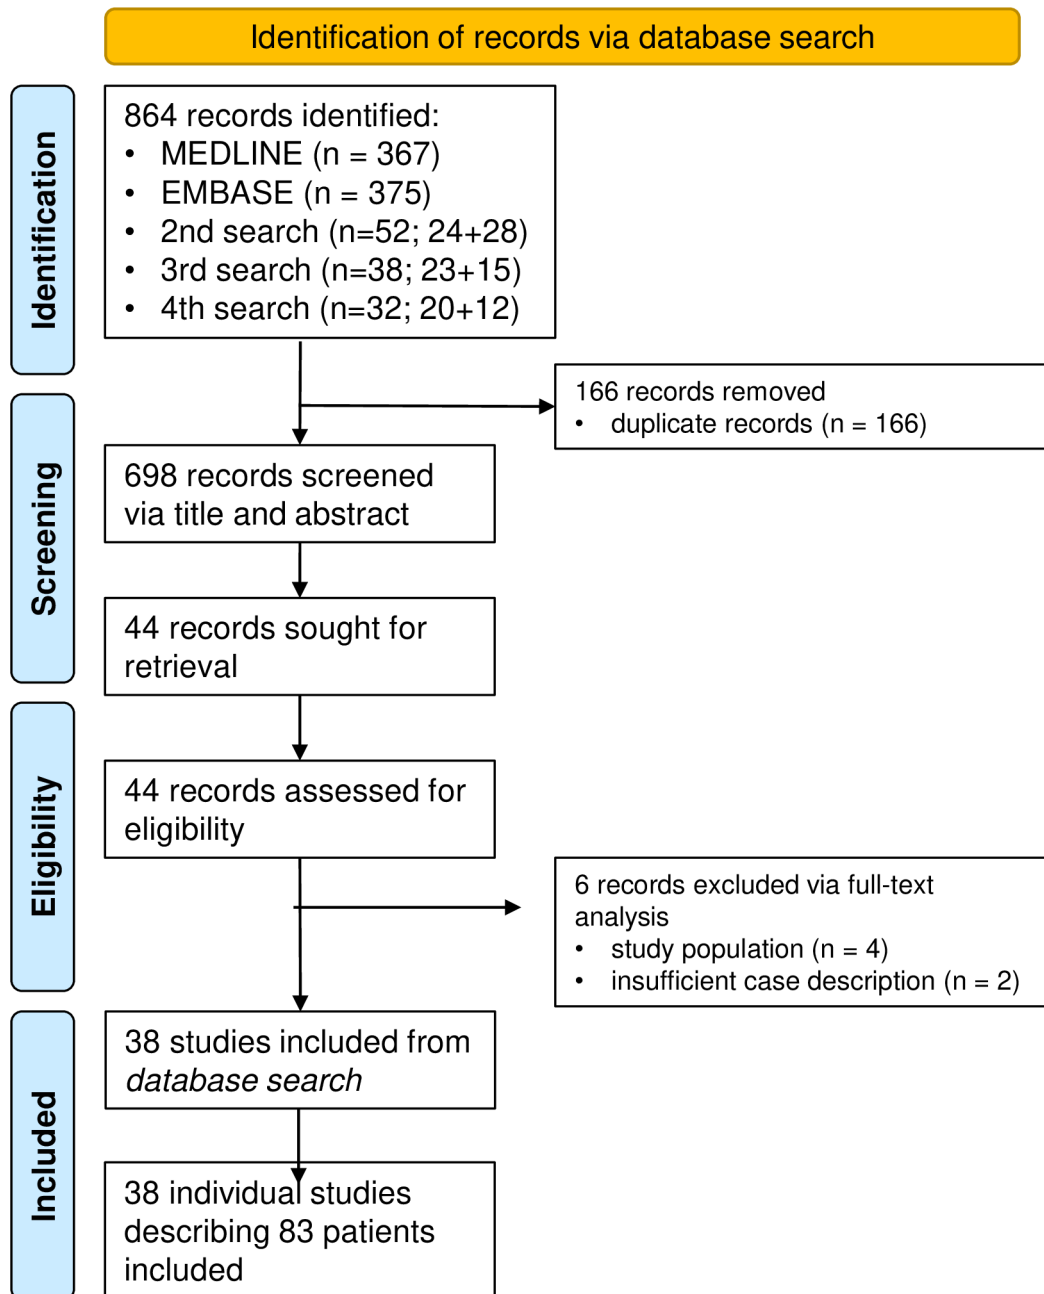 Identification of records via database search
Identification
864 records identified:
• MEDLINE (n = 367)
• EMBASE (n = 375)
• 2nd search (n=52; 24+28)
• 3rd search (n=38; 23+15)
• 4th search (n=32; 20+12)
166 records removed
• duplicate records (n = 166)
Screening
698 records screened
via title and abstract
44 records sought for
retrieval
Eligibility
44 records assessed for
eligibility
6 records excluded via full-text
analysis
• study population (n = 4)
• insufficient case description (n = 2)
Included
38 studies included from
database search
38 individual studies
describing 83 patients
included